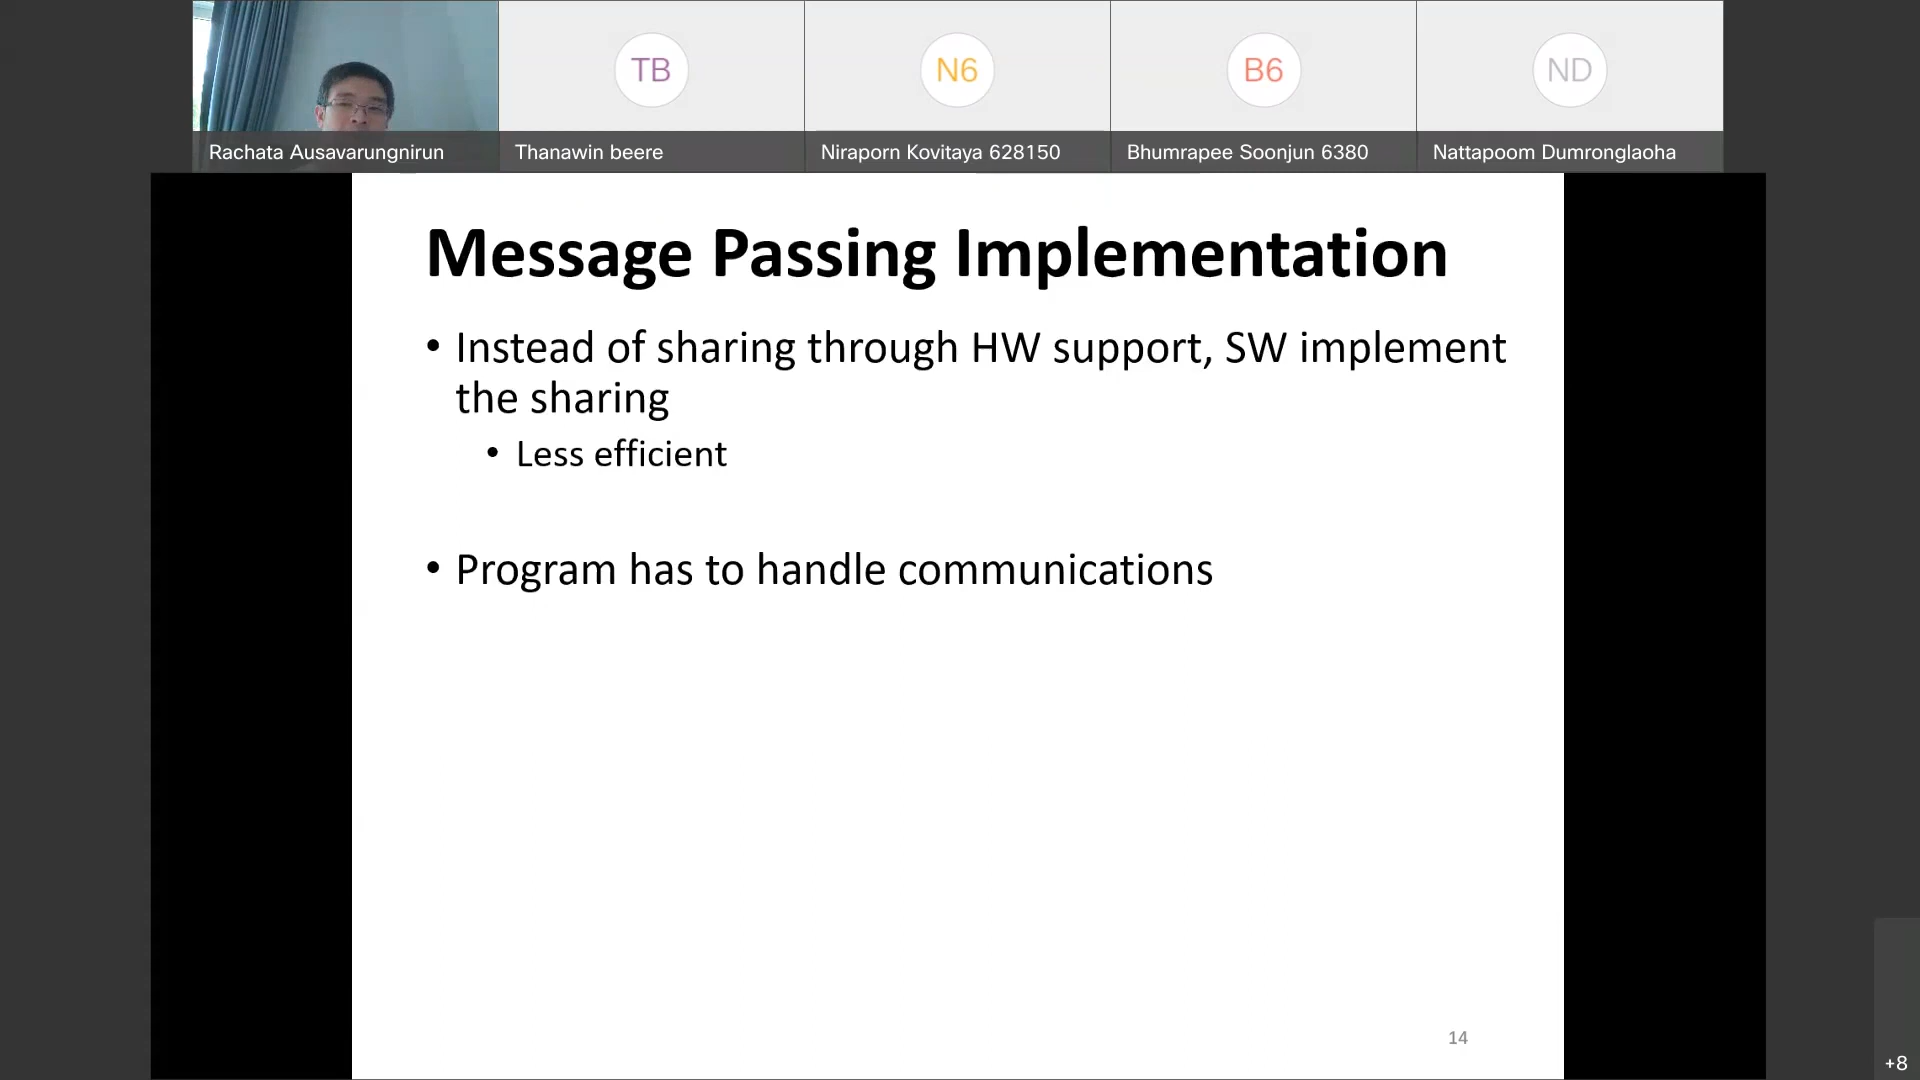 TB
N6
B6
ND
Rachata Ausavarungnirun
Thanawin beere
Niraporn Kovitaya 628150
Bhumrapee Soonjun 6380
Nattapoom Dumronglaoha
Message Passing Implementation
• Instead of sharing through HW support, SW implement
the sharing
• Less efficient
• Program has to handle communications
14
+8